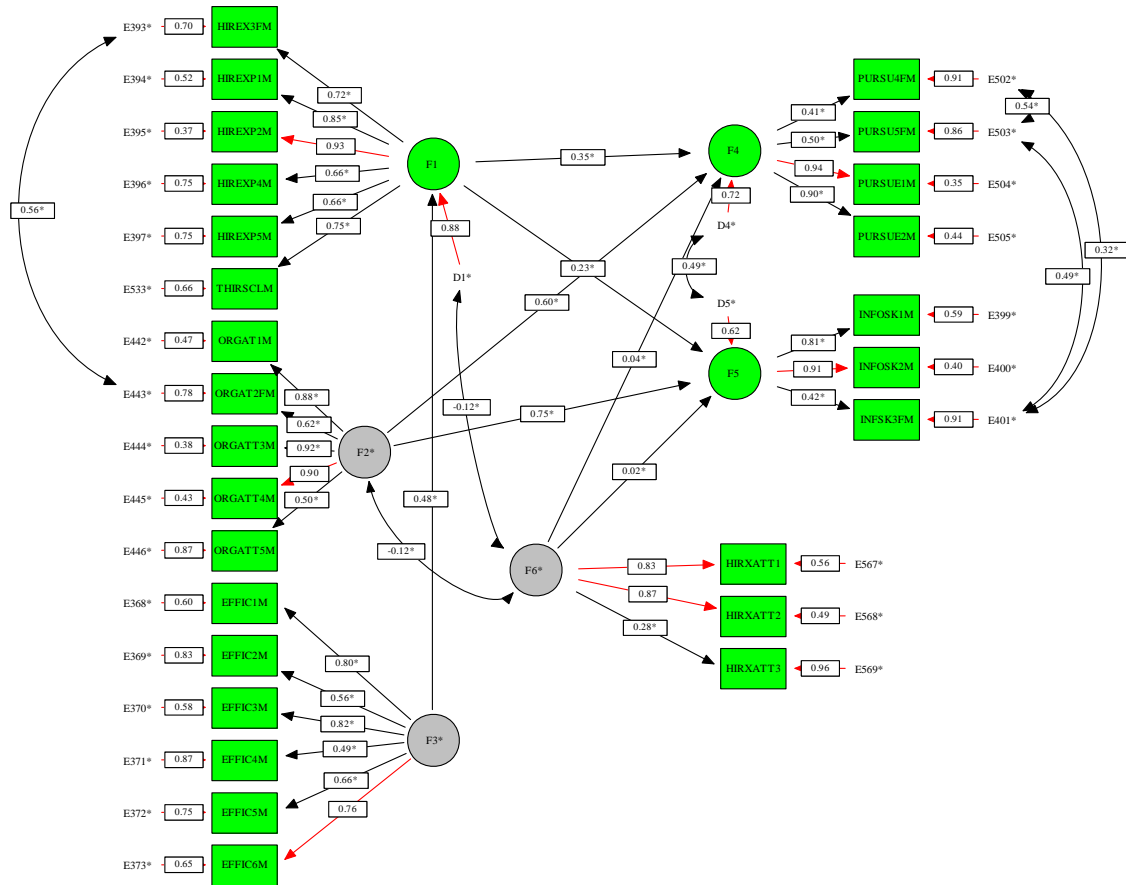 E393* 0.70 HIREX3FM
E394* 0.52 HIREXP1M
E395* 0.37 HIREXP2M
E396* 0.75 HIREXP4M
E397* 0.75 HIREXP5M
E533* 0.66 THIRSCLM
E442* 0.47 ORGAT1M
E443* 0.78 ORGAT2FM
E444* 0.38 ORGATT3M
E445* 0.43 ORGATT4M
E446* 0.87 ORGATT5M
E368* 0.60 EFFIC1M
E369* 0.83 EFFIC2M
E370* 0.58 EFFIC3M
E371* 0.87 EFFIC4M
E372* 0.75 EFFIC5M
E373* 0.65 EFFIC6M
0.56*
0.72*
0.85*
0.93
0.66*
0.66*
0.75*
F1
0.88*
0.62*
0.92*
0.90
0.50*
F2*
0.80*
0.56*
0.82*
0.49*
0.66*
0.76
F3*
0.35*
0.88
D1*
0.23*
0.60*
0.04*
-0.12*
0.75*
0.48*
0.02*
-0.12*
F4
0.72
D4*
0.49*
D5*
0.62
F5
F6*
0.41*
0.50*
0.94
0.90*
PURSU4FM 0.91 E502*
PURSU5FM 0.86 E503*
PURSUE1M 0.35 E504*
PURSUE2M 0.44 E505*
0.54*
0.32*
0.49*
0.81*
0.91
0.42*
INFOSK1M 0.59 E399*
INFOSK2M 0.40 E400*
INFSK3FM 0.91 E401*
0.83
0.87
0.28*
HIRXATT1 0.56 E567*
HIRXATT2 0.49 E568*
HIRXATT3 0.96 E569*